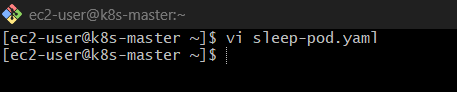 ec2-user@k8s-master:~
[ec2-user@k8s-master ~]$ vi sleep-pod.yaml
[ec2-user@k8s-master ~]$